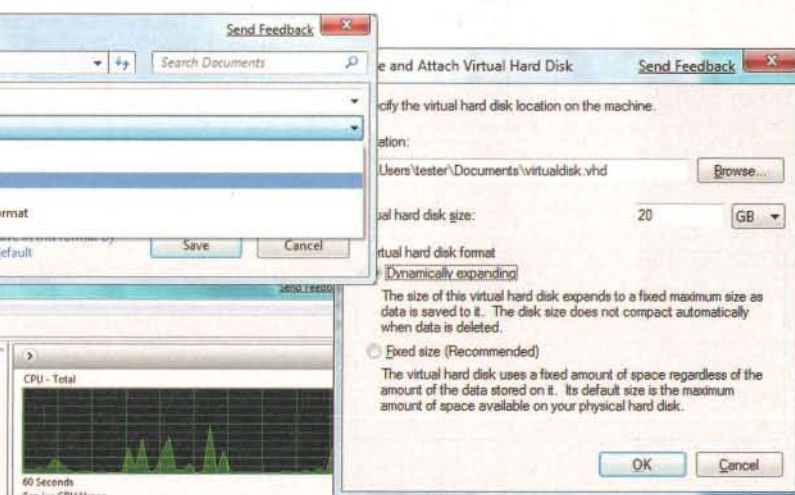 Send Feedback
Search Documents
ormat
efault
Save
Cancel
e and Attach Virtual Hard Disk
Send Feedback
cify the virtual hard disk location on the machine.
ation:
Users\tester\Documents\virtualdisk.vhd
Browse...
ual hard disk size:
20
GB
rtual hard disk format
Dynamically expanding
The size of this virtual hard disk expands to a fixed maximum size as
data is saved to it. The disk size does not compact automatically
when data is deleted.
Fixed size (Recommended)
The virtual hard disk uses a fixed amount of space regardless of the
amount of the data stored on it. Its default size is the maximum
amount of space available on your physical hard disk.
OK
Cancel
CPU - Total
60 Seconds